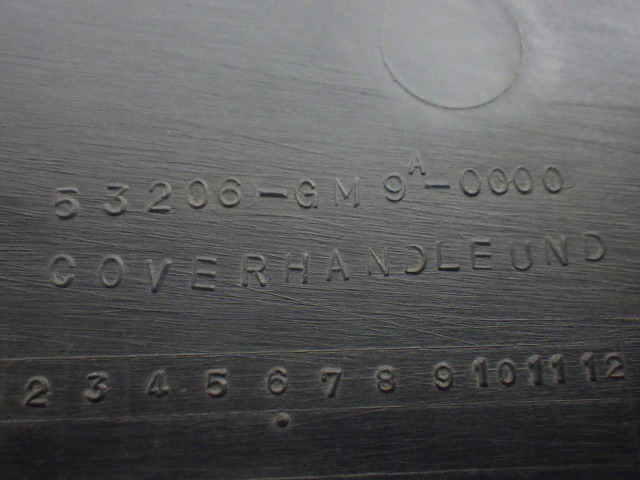 53206-GM9A-0000
COVERHANDLEUND
2 3 4 5 6 7 8 9 10 11 12